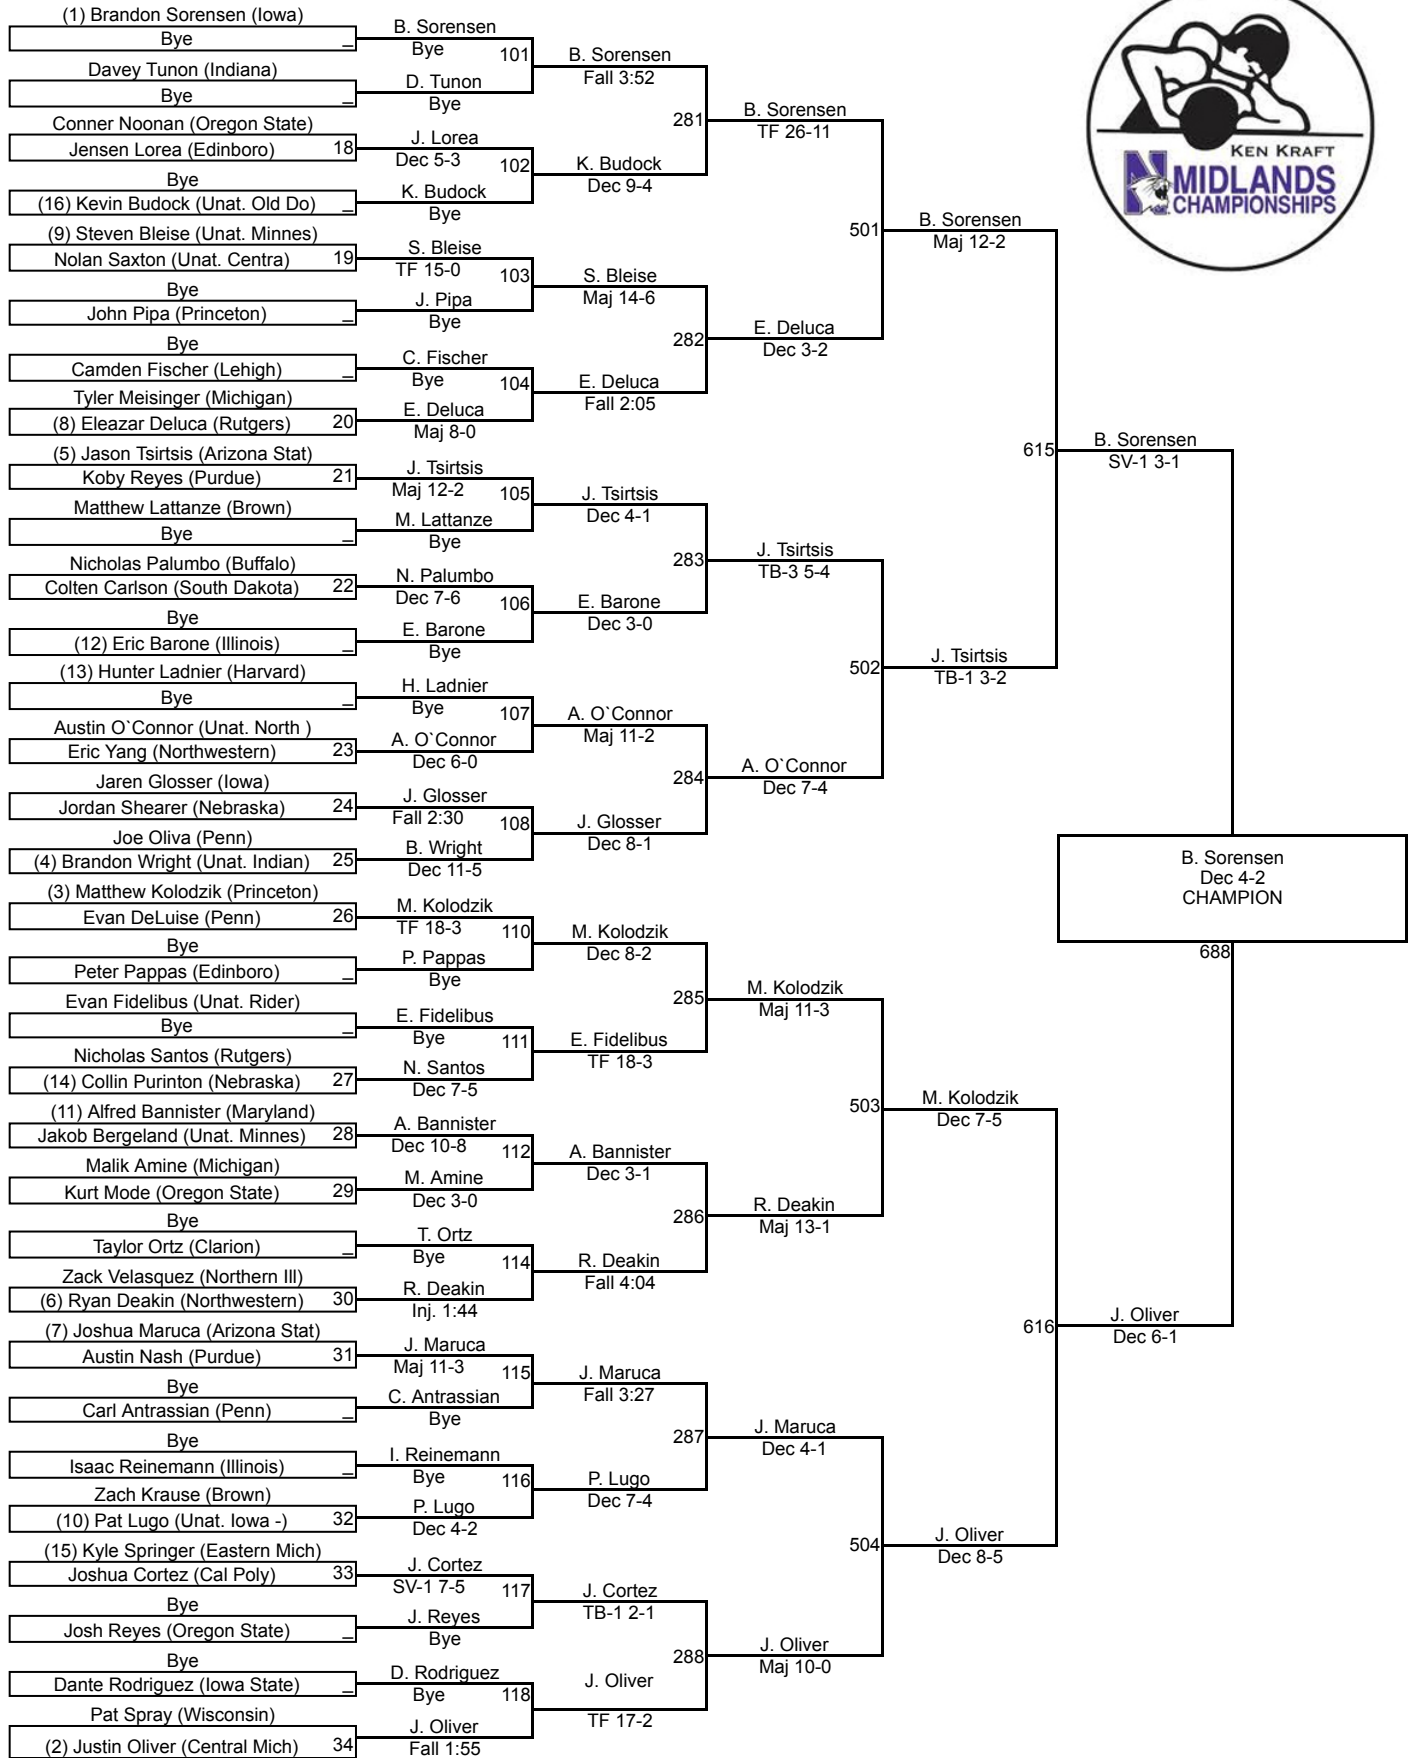 (1) Brandon Sorensen (Iowa)
Bye
_
Davey Tunon (Indiana)
Bye
_
Conner Noonan (Oregon State)
Jensen Lorea (Edinboro) 18
Bye
(16) Kevin Budock (Unat. Old Do)
_
(9) Steven Bleise (Unat. Minnes)
Nolan Saxton (Unat. Centra) 19
Bye
John Pipa (Princeton)
_
Bye
Camden Fischer (Lehigh)
_
Tyler Meisinger (Michigan)
(8) Eleazar Deluca (Rutgers) 20
(5) Jason Tsirtsis (Arizona Stat)
Koby Reyes (Purdue) 21
Matthew Lattanze (Brown)
Bye
_
Nicholas Palumbo (Buffalo)
Colten Carlson (South Dakota) 22
Bye
(12) Eric Barone (Illinois)
_
(13) Hunter Ladnier (Harvard)
Bye
_
Austin O`Connor (Unat. North )
Eric Yang (Northwestern) 23
Jaren Glosser (Iowa)
Jordan Shearer (Nebraska) 24
Joe Oliva (Penn)
(4) Brandon Wright (Unat. Indian) 25
(3) Matthew Kolodzik (Princeton)
Evan DeLuise (Penn) 26
Bye
Peter Pappas (Edinboro)
_
Evan Fidelibus (Unat. Rider)
Bye
_
Nicholas Santos (Rutgers)
(14) Collin Purinton (Nebraska) 27
(11) Alfred Bannister (Maryland)
Jakob Bergeland (Unat. Minnes) 28
Malik Amine (Michigan)
Kurt Mode (Oregon State) 29
Bye
Taylor Ortz (Clarion)
_
Zack Velasquez (Northern Ill)
(6) Ryan Deakin (Northwestern) 30
(7) Joshua Maruca (Arizona Stat)
Austin Nash (Purdue) 31
Bye
Carl Antrassian (Penn)
_
Bye
Isaac Reinemann (Illinois)
_
Zach Krause (Brown)
(10) Pat Lugo (Unat. Iowa -) 32
(15) Kyle Springer (Eastern Mich)
Joshua Cortez (Cal Poly) 33
Bye
Josh Reyes (Oregon State)
_
Bye
Dante Rodriguez (Iowa State)
_
Pat Spray (Wisconsin)
(2) Justin Oliver (Central Mich) 34
B. Sorensen
Bye
101
D. Tunon
Bye
J. Lorea
Dec 5-3
102
K. Budock
Bye
S. Bleise
TF 15-0
103
J. Pipa
Bye
C. Fischer
Bye
104
E. Deluca
Maj 8-0
J. Tsirtsis
Maj 12-2
105
M. Lattanze
Bye
N. Palumbo
Dec 7-6
106
E. Barone
Bye
H. Ladnier
Bye
107
A. O`Connor
Dec 6-0
J. Glosser
Fall 2:30
108
B. Wright
Dec 11-5
M. Kolodzik
TF 18-3
110
P. Pappas
Bye
E. Fidelibus
Bye
111
N. Santos
Dec 7-5
A. Bannister
Dec 10-8
112
M. Amine
Dec 3-0
T. Ortz
Bye
114
R. Deakin
Inj. 1:44
J. Maruca
Maj 11-3
115
C. Antrassian
Bye
I. Reinemann
Bye
116
P. Lugo
Dec 4-2
J. Cortez
SV-1 7-5
117
J. Reyes
Bye
D. Rodriguez
Bye
118
J. Oliver
Fall 1:55
B. Sorensen
Fall 3:52
281
K. Budock
Dec 9-4
S. Bleise
Maj 14-6
282
E. Deluca
Fall 2:05
J. Tsirtsis
Dec 4-1
283
E. Barone
Dec 3-0
A. O`Connor
Maj 11-2
284
J. Glosser
Dec 8-1
M. Kolodzik
Dec 8-2
285
E. Fidelibus
TF 18-3
A. Bannister
Dec 3-1
286
R. Deakin
Fall 4:04
J. Maruca
Fall 3:27
287
P. Lugo
Dec 7-4
J. Cortez
TB-1 2-1
288
J. Oliver
TF 17-2
B. Sorensen
TF 26-11
501
E. Deluca
Dec 3-2
J. Tsirtsis
TB-3 5-4
502
A. O`Connor
Dec 7-4
M. Kolodzik
Maj 11-3
503
R. Deakin
Maj 13-1
J. Maruca
Dec 4-1
504
J. Oliver
Maj 10-0
B. Sorensen
Maj 12-2
615
J. Tsirtsis
TB-1 3-2
M. Kolodzik
Dec 7-5
616
J. Oliver
Dec 8-5
B. Sorensen
SV-1 3-1
J. Oliver
Dec 6-1
B. Sorensen
Dec 4-2
CHAMPION
688
KEN KRAFT
N MIDLANDS
CHAMPIONSHIPS